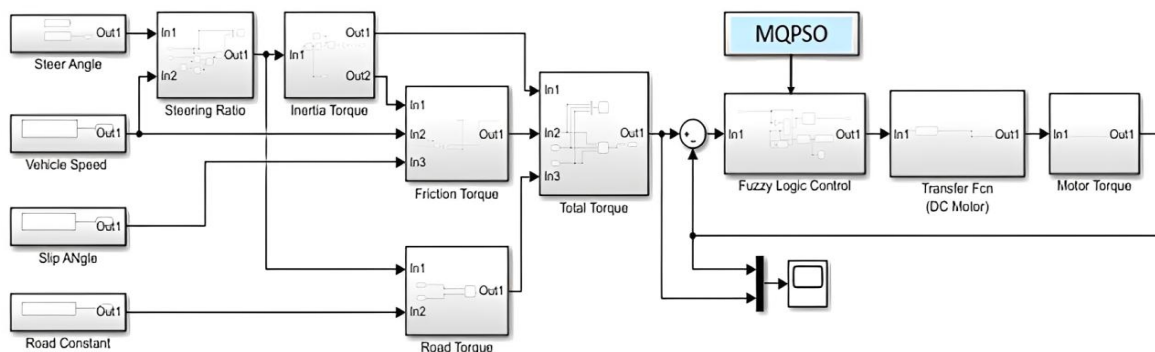 Out1
Steer Angle
In1
In2
Out1
Steering Ratio
In1
Out1
Out2
Inertia Torque
Out1
Vehicle Speed
In1
In2
In3
Out1
Friction Torque
Out1
Slip ANgle
Out1
Road Constant
In1
In2
Out1
Road Torque
In1
In2
In3
Out1
Total Torque
MQPSO
In1
Out1
Fuzzy Logic Control
In1
Out1
Transfer Fcn
(DC Motor)
In1
Out1
Motor Torque